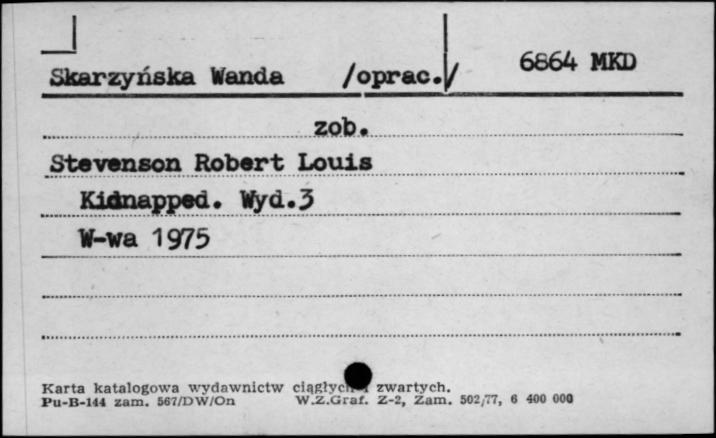 Skarzyńska Wanda /oprac./ 6864 MKD
zob.
Stevenson Robert Louis
Kidnapped. Wyd.3
W-wa 1975
Karta katalogowa wydawnictw ciągłych i zwartych.
Pu-B-144 zam. 567/DW/On W.Z.Graf. Z-2, Zam. 502/77, 6 400 000